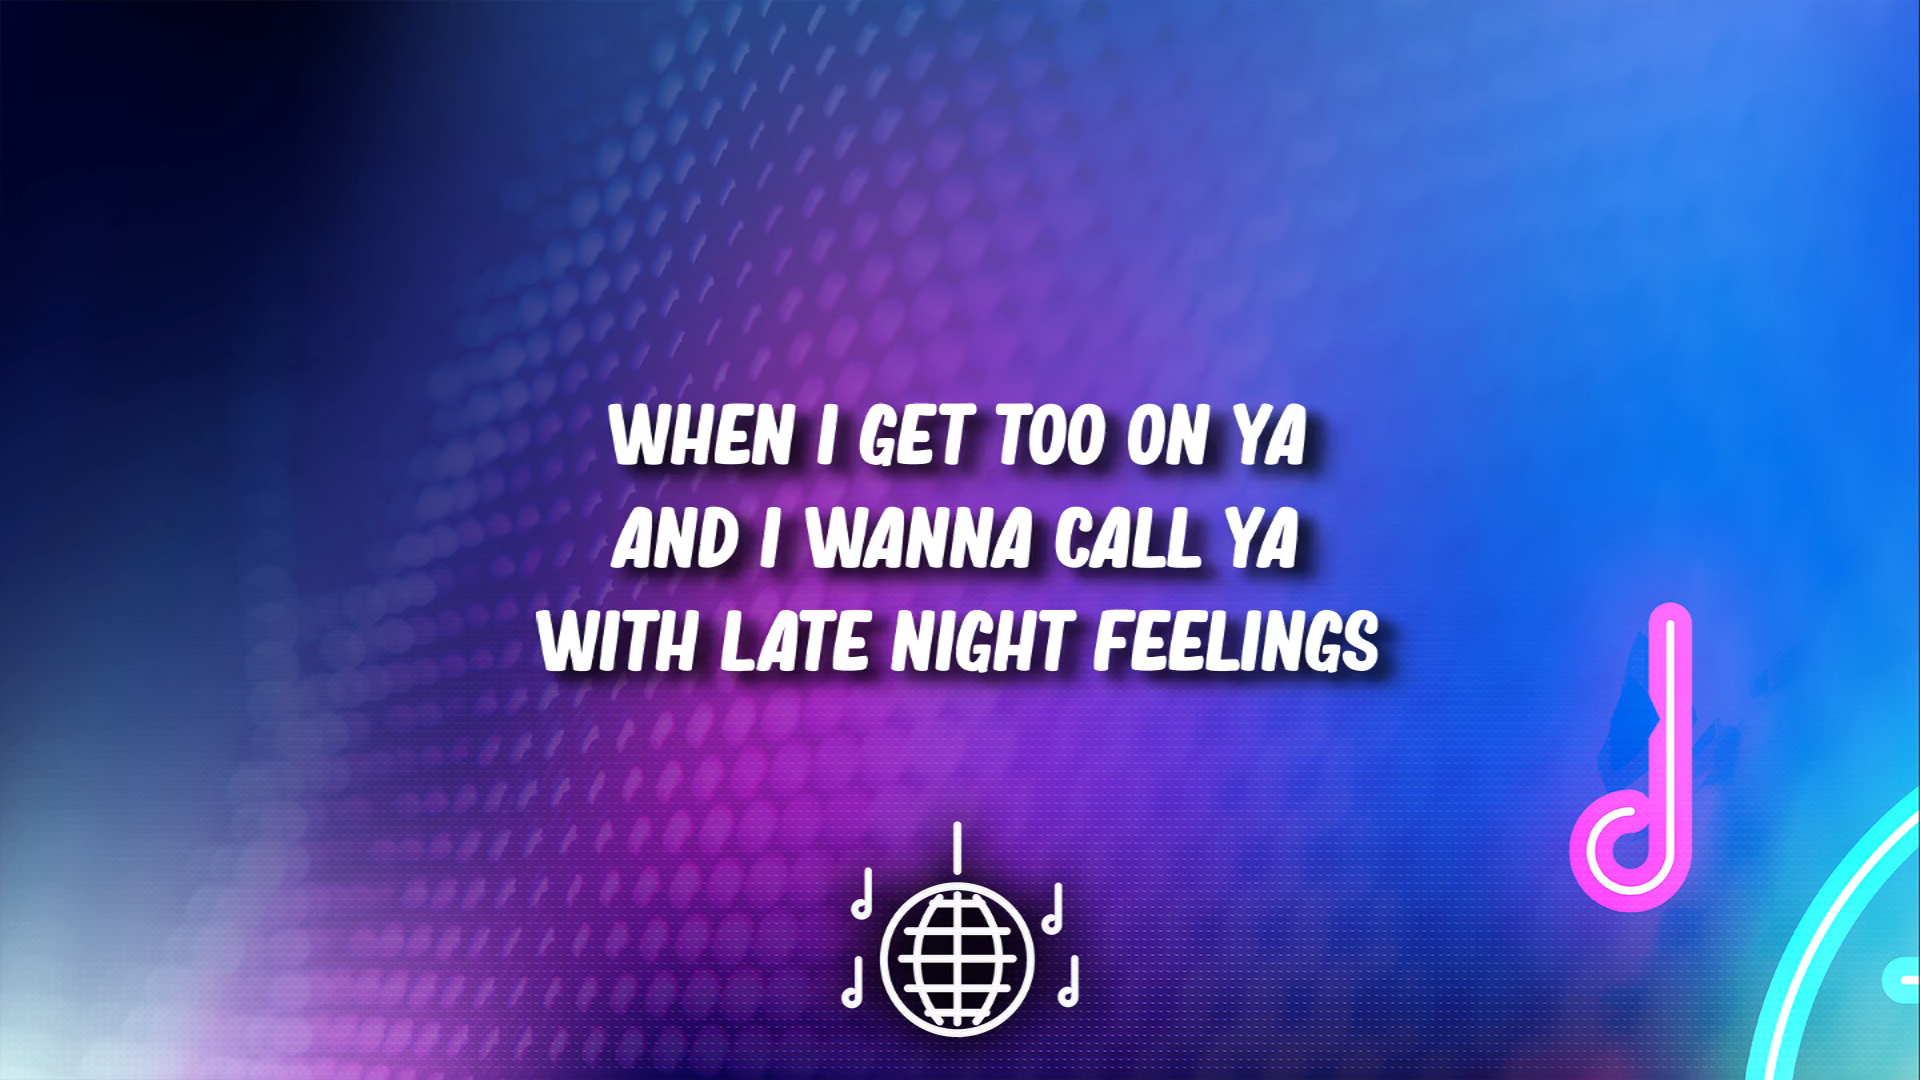 WHEN I GET TOO ON YA
AND I WANNA CALL YA
WITH LATE NIGHT FEELINGS